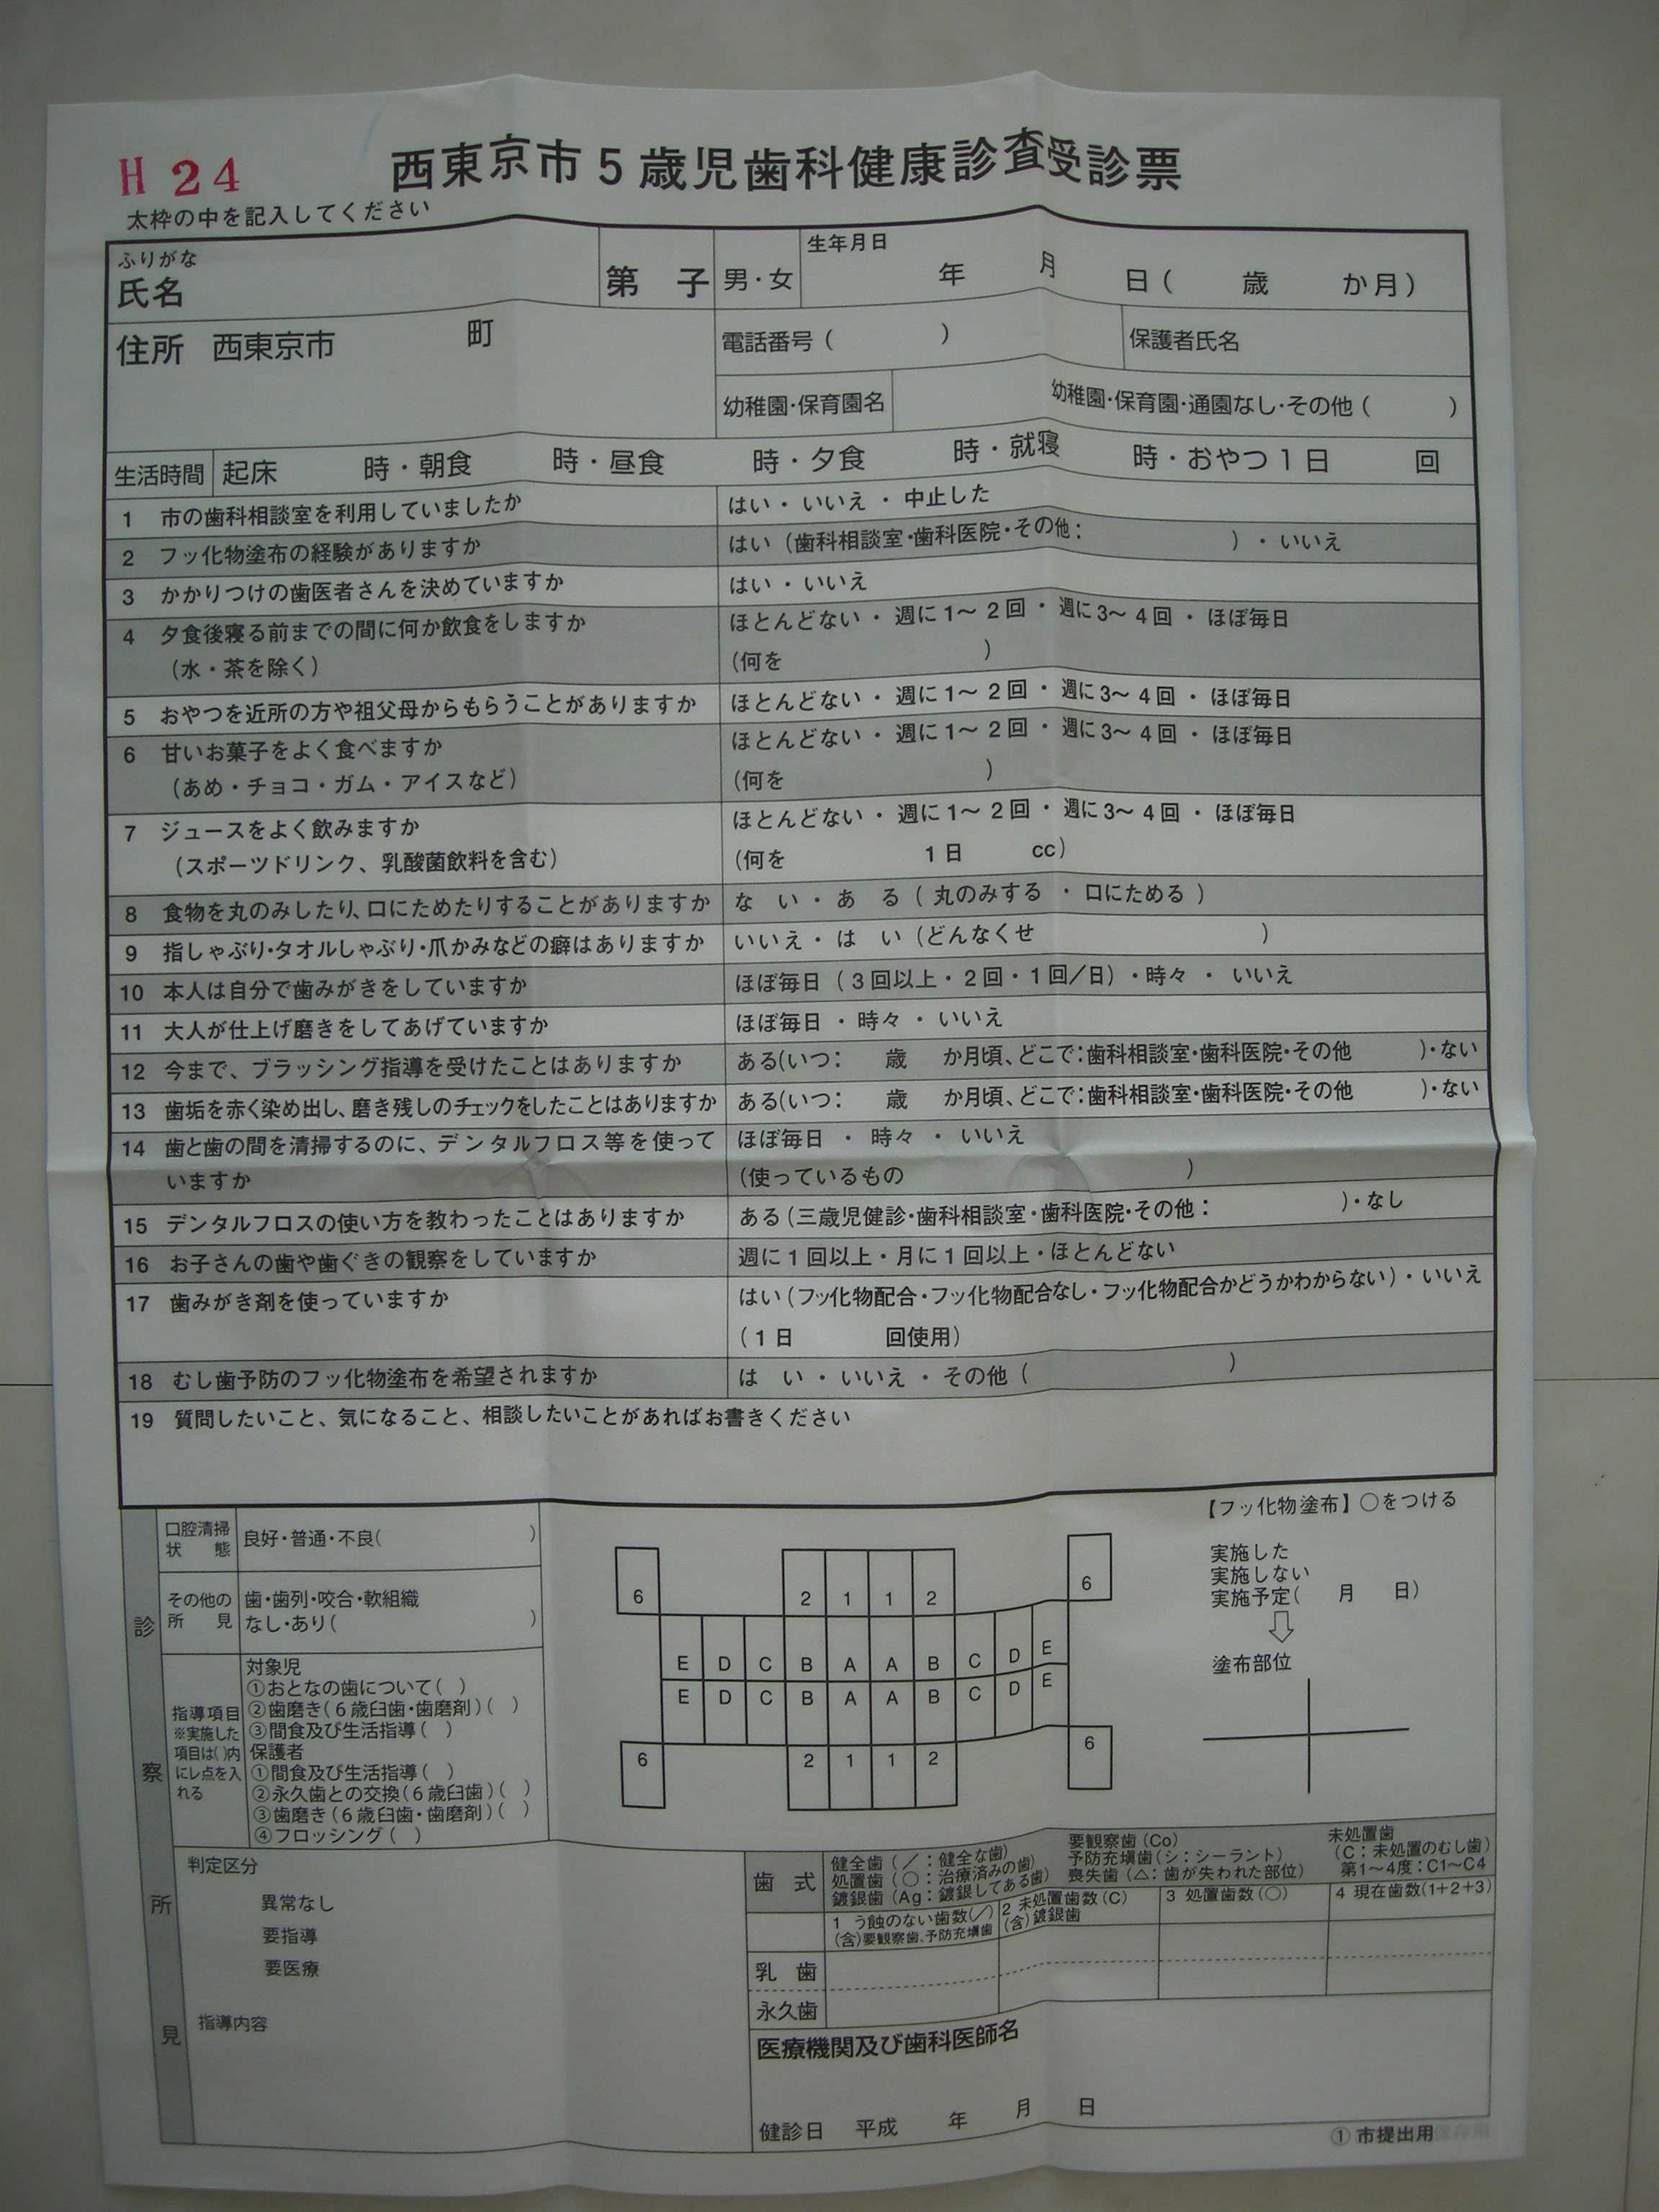 H 24
西東京市5歳児歯科健康診査受診票
太枠の中を記入してください
ふりがな
氏名
第 子
男・女
生年月日
年 月 日( 歳 か月)
住所 西東京市 町
電話番号( )
保護者氏名
幼稚園・保育園名
幼稚園・保育園・通園なし・その他( )
生活時間 起床 時・朝食 時・昼食 時・夕食 時・就寝 時・おやつ1日 回
1 市の歯科相談室を利用していましたか はい・いいえ・中止した
2 フッ化物塗布の経験がありますか はい(歯科相談室・歯科医院・その他: )・いいえ
3 かかりつけの歯医者さんを決めていますか はい・いいえ
4 夕食後寝る前までの間に何か飲食をしますか ほとんどない・週に1～2回・週に3～4回・ほぼ毎日
(水・茶を除く) (何を )
5 おやつを近所の方や祖父母からもらうことがありますか ほとんどない・週に1～2回・週に3～4回・ほぼ毎日
6 甘いお菓子をよく食べますか ほとんどない・週に1～2回・週に3～4回・ほぼ毎日
(あめ・チョコ・ガム・アイスなど) (何を )
7 ジュースをよく飲みますか ほとんどない・週に1～2回・週に3～4回・ほぼ毎日
(スポーツドリンク、乳酸菌飲料を含む) (何を 1日 cc)
8 食物を丸のみしたり、口にためたりすることがありますか な い・あ る(丸のみする・口にためる)
9 指しゃぶり・タオルしゃぶり・爪かみなどの癖はありますか いいえ・は い(どんなくせ )
10 本人は自分で歯みがきをしていますか ほぼ毎日(3回以上・2回・1回/日)・時々・いいえ
11 大人が仕上げ磨きをしてあげていますか ほぼ毎日・時々・いいえ
12 今まで、ブラッシング指導を受けたことはありますか ある(いつ: 歳 か月頃、どこで:歯科相談室・歯科医院・その他 )・ない
13 歯垢を赤く染め出し、磨き残しのチェックをしたことはありますか ある(いつ: 歳 か月頃、どこで:歯科相談室・歯科医院・その他 )・ない
14 歯と歯の間を清掃するのに、デンタルフロス等を使って ほぼ毎日・時々・いいえ
いますか (使っているもの )
15 デンタルフロスの使い方を教わったことはありますか ある(三歳児健診・歯科相談室・歯科医院・その他: )・なし
16 お子さんの歯や歯ぐきの観察をしていますか 週に1回以上・月に1回以上・ほとんどない
17 歯みがき剤を使っていますか はい(フッ化物配合・フッ化物配合なし・フッ化物配合かどうかわからない)・いいえ
(1日 回使用)
18 むし歯予防のフッ化物塗布を希望されますか は い・いいえ・その他( )
19 質問したいこと、気になること、相談したいことがあればお書きください
診察所見
口腔清掃
状 態
良好・普通・不良( )
その他の
所 見
歯・歯列・咬合・軟組織
なし・あり( )
指導項目
※実施した
項目は( )内
にレ点を入
れる
対象児
①おとなの歯について( )
②歯磨き(6歳臼歯・歯磨剤)( )
③間食及び生活指導( )
保護者
①間食及び生活指導( )
②永久歯との交換(6歳臼歯)( )
③歯磨き(6歳臼歯・歯磨剤)( )
④フロッシング( )
6 2 1 1 2 6
E D C B A A B C D E
E D C B A A B C D E
6 2 1 1 2 6
【フッ化物塗布】○をつける
実施した
実施しない
実施予定( 月 日)
塗布部位
判定区分
異常なし
要指導
要医療
指導内容
歯 式
健全歯(／:健全な歯)
処置歯(○:治療済みの歯)
鍍銀歯(Ag:鍍銀してある歯)
要観察歯(Co)
予防充塡歯(シ:シーラント)
喪失歯(△:歯が失われた部位)
未処置歯
(C:未処置のむし歯)
第1～4度:C1～C4
1 う蝕のない歯数(／)
(含)要観察歯、予防充塡歯
2 未処置歯数(C)
(含)鍍銀歯
3 処置歯数(○)
4 現在歯数(1+2+3)
乳 歯
永久歯
医療機関及び歯科医師名
健診日 平成 年 月 日
①市提出用